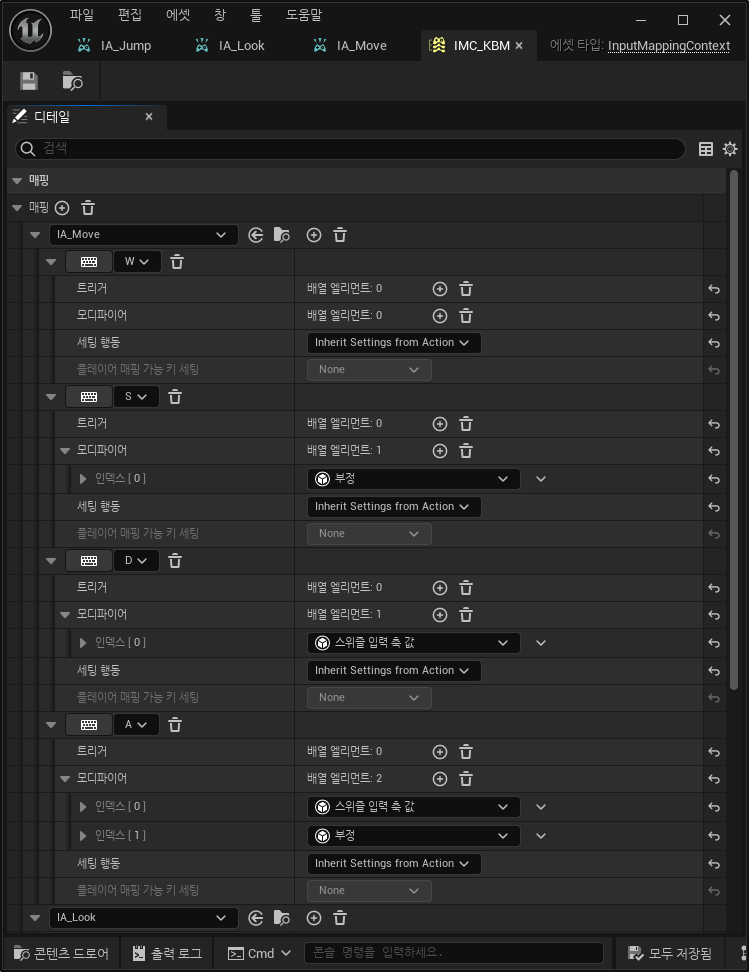 파일 편집 에셋 창 툴 도움말
IA_Jump IA_Look IA_Move IMC_KBM 에셋 타입: InputMappingContext
디테일
검색
매핑
매핑
IA_Move
W
트리거 배열 엘리먼트: 0
모디파이어 배열 엘리먼트: 0
세팅 행동 Inherit Settings from Action
플레이어 매핑 가능 키 세팅 None
S
트리거 배열 엘리먼트: 0
모디파이어 배열 엘리먼트: 1
인덱스 [ 0 ] 부정
세팅 행동 Inherit Settings from Action
플레이어 매핑 가능 키 세팅 None
D
트리거 배열 엘리먼트: 0
모디파이어 배열 엘리먼트: 1
인덱스 [ 0 ] 스위즐 입력 축 값
세팅 행동 Inherit Settings from Action
플레이어 매핑 가능 키 세팅 None
A
트리거 배열 엘리먼트: 0
모디파이어 배열 엘리먼트: 2
인덱스 [ 0 ] 스위즐 입력 축 값
인덱스 [ 1 ] 부정
세팅 행동 Inherit Settings from Action
플레이어 매핑 가능 키 세팅 None
IA_Look
콘텐츠 드로어 출력 로그 Cmd 콘솔 명령을 입력하세요. 모두 저장됨